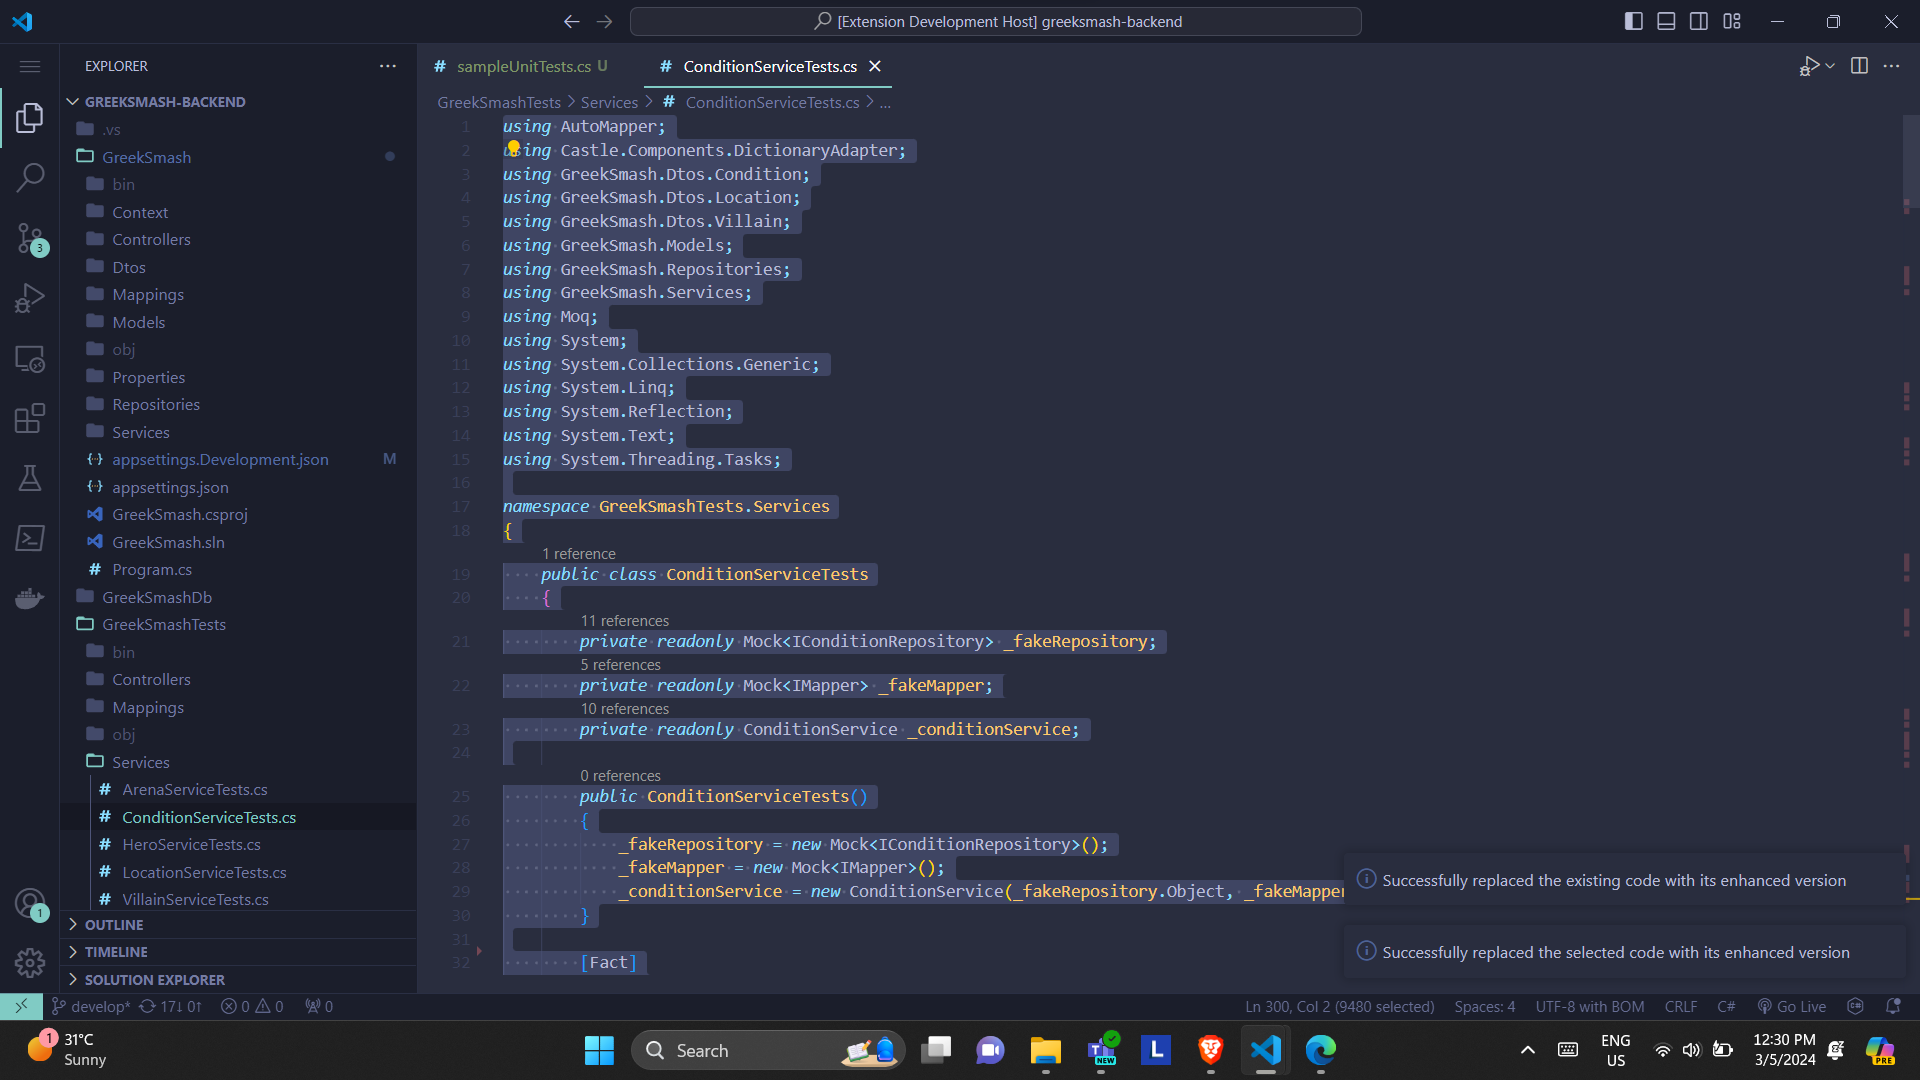 [Extension Development Host] greeksmash-backend
EXPLORER
GREEKSMASH-BACKEND
.vs
GreekSmash
bin
Context
Controllers
Dtos
Mappings
Models
obj
Properties
Repositories
Services
appsettings.Development.json M
appsettings.json
GreekSmash.csproj
GreekSmash.sln
Program.cs
GreekSmashDb
GreekSmashTests
bin
Controllers
Mappings
obj
Services
ArenaServiceTests.cs
ConditionServiceTests.cs
HeroServiceTests.cs
LocationServiceTests.cs
VillainServiceTests.cs
OUTLINE
TIMELINE
SOLUTION EXPLORER
3
1
sampleUnitTests.cs U
ConditionServiceTests.cs
GreekSmashTests > Services > ConditionServiceTests.cs > ...
1 using AutoMapper;
2 using Castle.Components.DictionaryAdapter;
3 using GreekSmash.Dtos.Condition;
4 using GreekSmash.Dtos.Location;
5 using GreekSmash.Dtos.Villain;
6 using GreekSmash.Models;
7 using GreekSmash.Repositories;
8 using GreekSmash.Services;
9 using Moq;
10 using System;
11 using System.Collections.Generic;
12 using System.Linq;
13 using System.Reflection;
14 using System.Text;
15 using System.Threading.Tasks;
16
17 namespace GreekSmashTests.Services
18 {
1 reference
19 public class ConditionServiceTests
20 {
11 references
21 private readonly Mock<IConditionRepository> _fakeRepository;
5 references
22 private readonly Mock<IMapper> _fakeMapper;
10 references
23 private readonly ConditionService _conditionService;
24
0 references
25 public ConditionServiceTests()
26 {
27 _fakeRepository = new Mock<IConditionRepository>();
28 _fakeMapper = new Mock<IMapper>();
29 _conditionService = new ConditionService(_fakeRepository.Object, _fakeMapper
30 }
31
32 [Fact]
Successfully replaced the existing code with its enhanced version
Successfully replaced the selected code with its enhanced version
develop* 17↓ 0↑ 0 0 0
Ln 300, Col 2 (9480 selected) Spaces: 4 UTF-8 with BOM CRLF C# Go Live
1
31°C
Sunny
Search
NEW
L
ENG
US
12:30 PM
3/5/2024
PRE